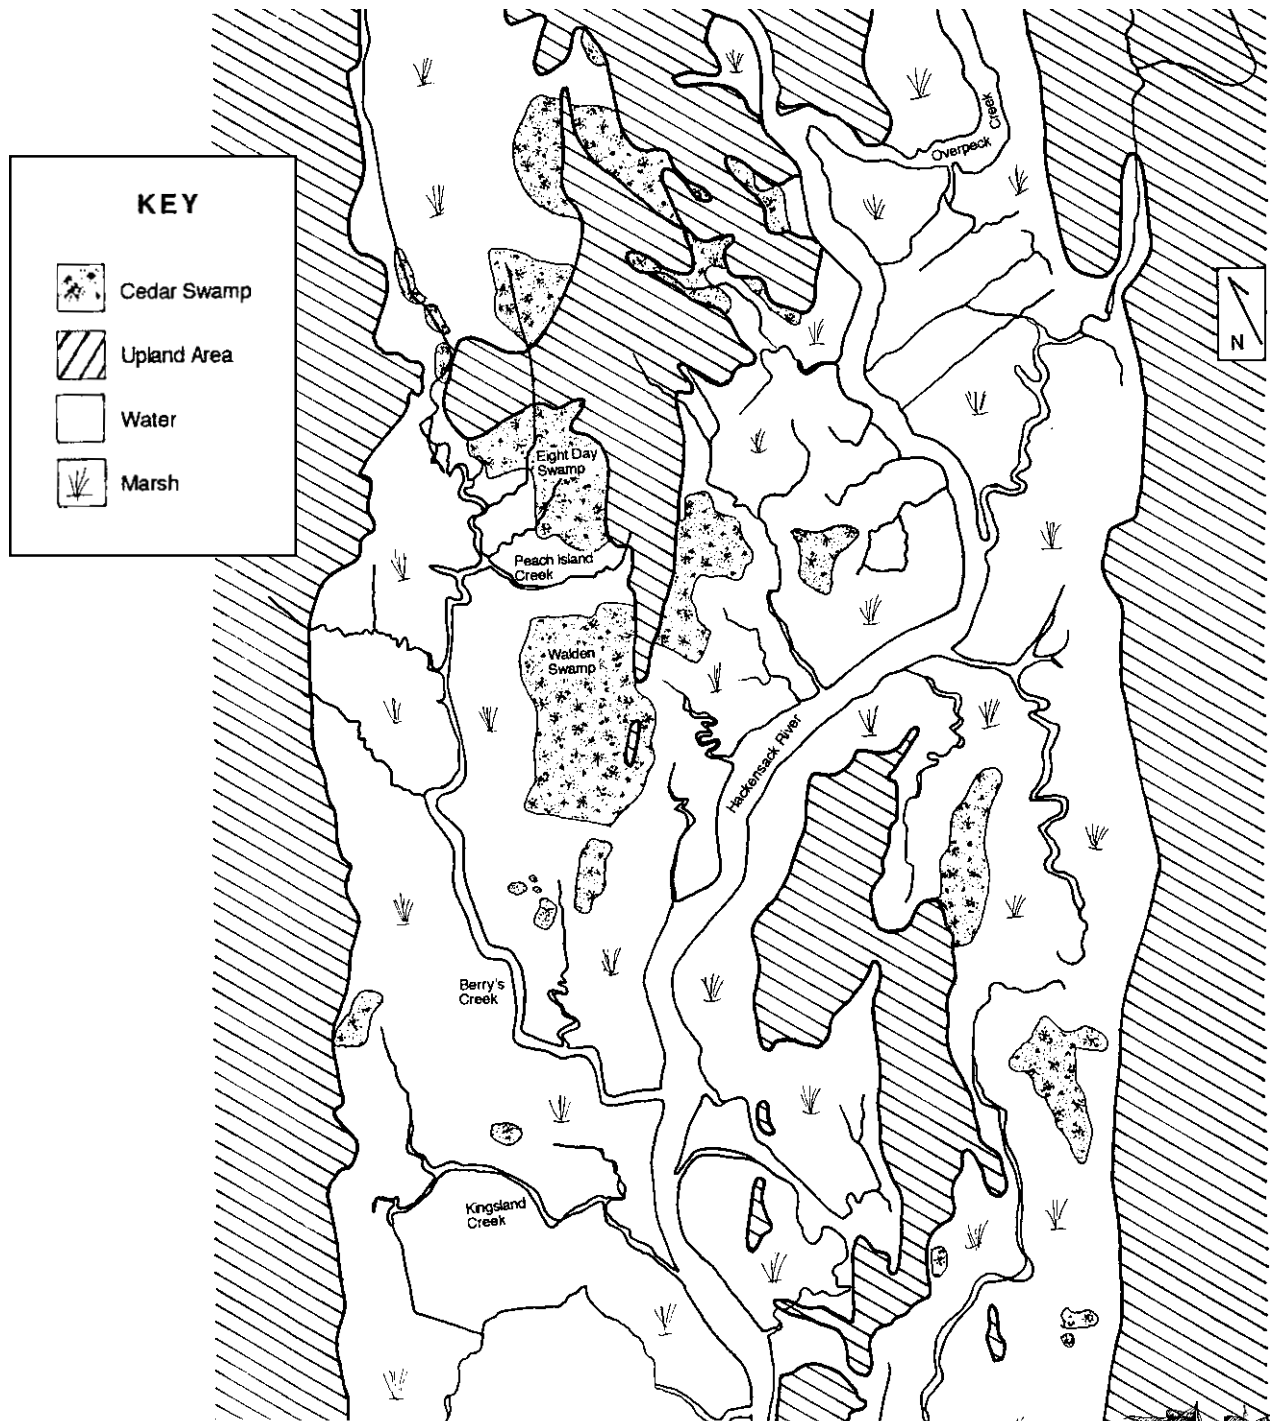 KEY
Cedar Swamp
Upland Area
Water
Marsh
Overpeck
Creek
N
Eight Day
Swamp
Peach Island
Creek
Walden
Swamp
Hackensack River
Berry's
Creek
Kingsland
Creek